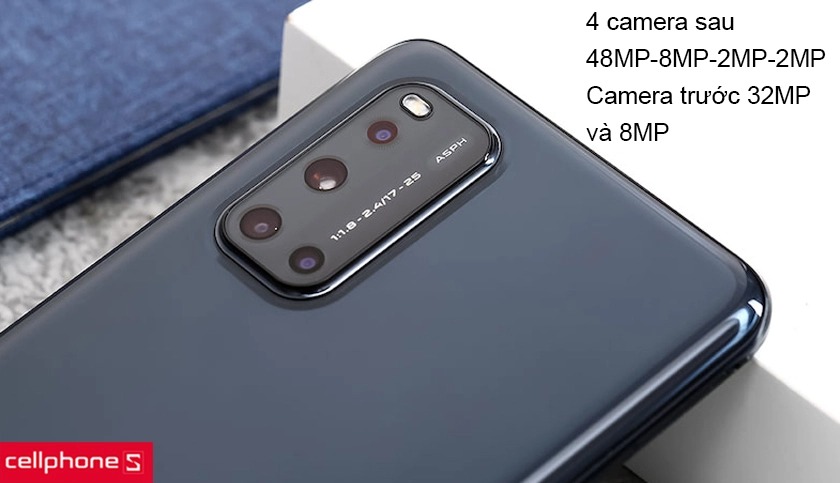 4 camera sau
48MP-8MP-2MP-2MP
Camera trước 32MP
và 8MP
ASPH
1:1.8-2.4/17-25
cellphoneS